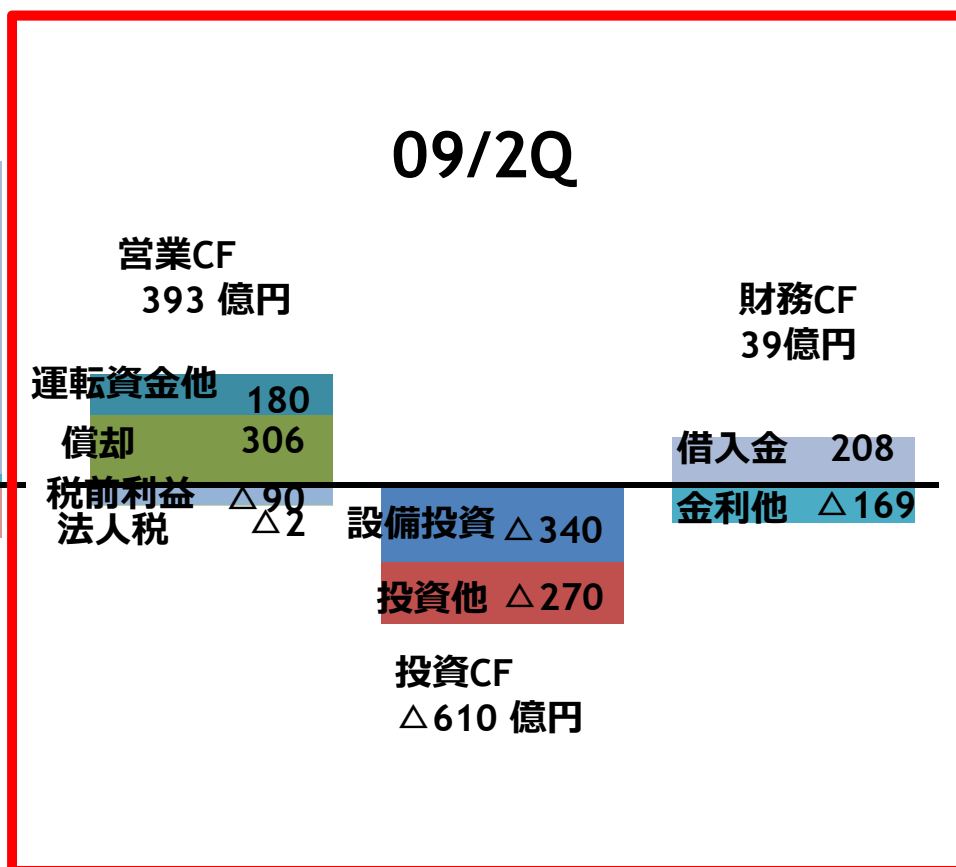 09/2Q
営業CF
393 億円
運転資金他 180
償却 306
税前利益 △90
法人税 △2
設備投資 △340
投資他 △270
投資CF
△610 億円
財務CF
39億円
借入金 208
金利他 △169